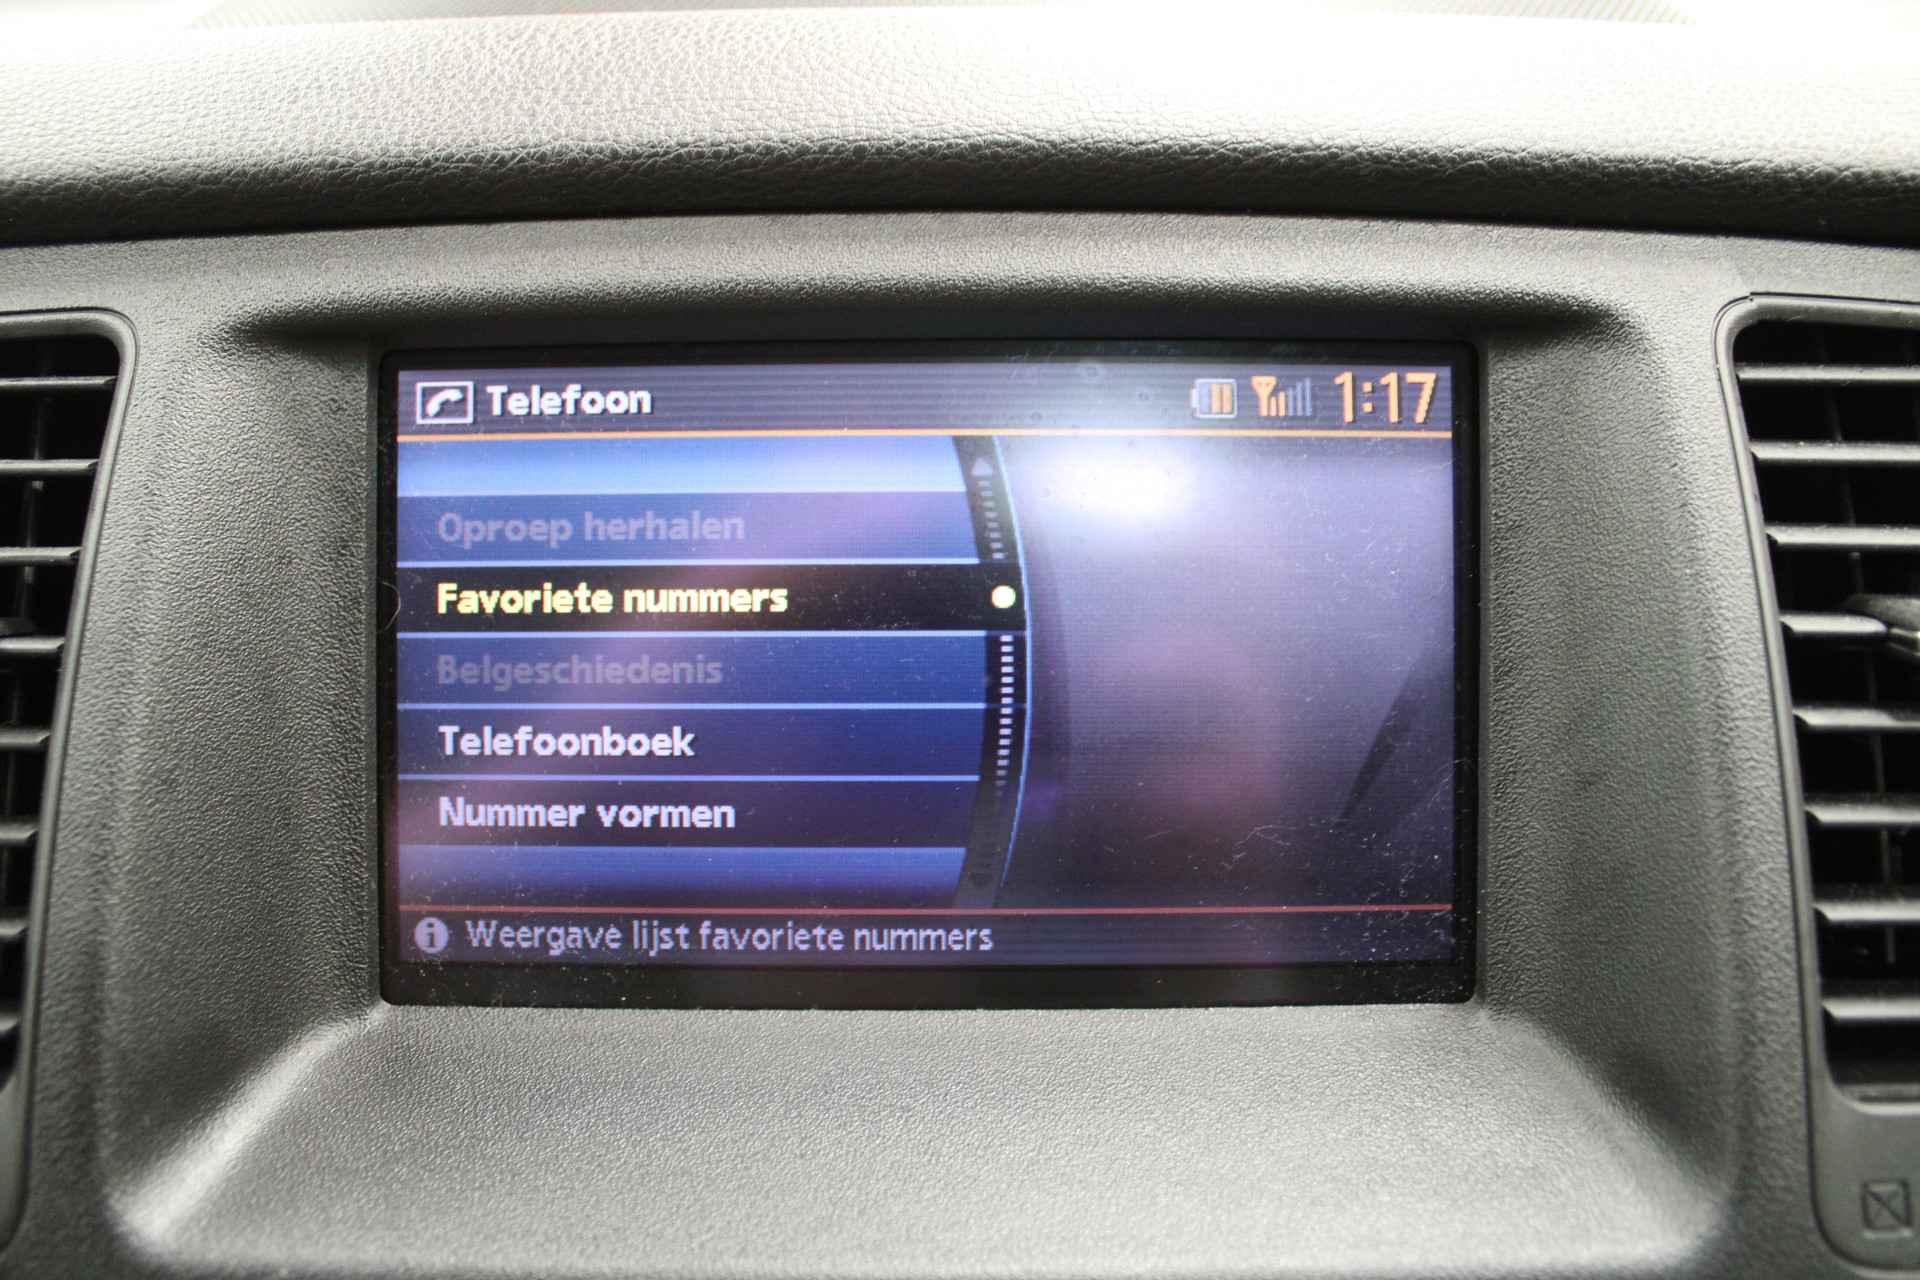 Telefoon 1:17
Oproep herhalen
Favoriete nummers
Belgeschiedenis
Telefoonboek
Nummer vormen
Weergave lijst favoriete nummers